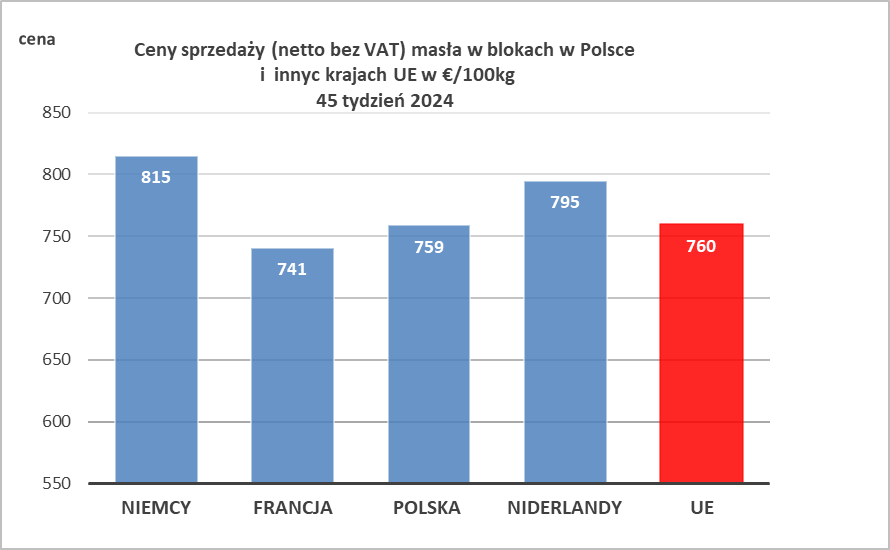 cena
Ceny sprzedaży (netto bez VAT) masła w blokach w Polsce
i  innyc krajach UE w €/100kg
45 tydzień 2024
850
800
750
700
650
600
550
815
741
759
795
760
NIEMCY
FRANCJA
POLSKA
NIDERLANDY
UE